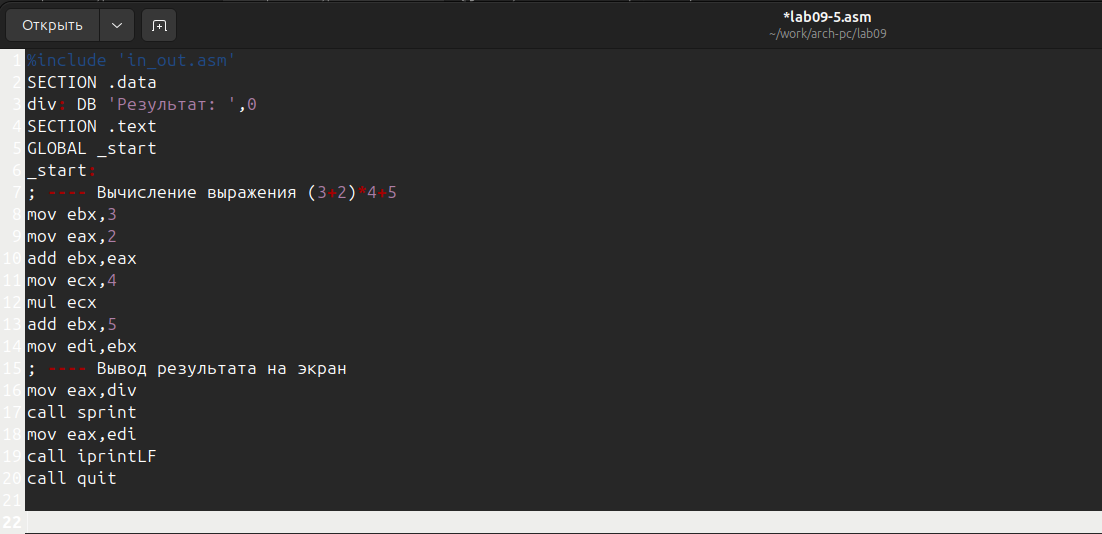 Открыть
*lab09-5.asm
~/work/arch-pc/lab09
1 %include 'in_out.asm'
2 SECTION .data
3 div: DB 'Результат: ',0
4 SECTION .text
5 GLOBAL _start
6 _start:
7 ; ---- Вычисление выражения (3+2)*4+5
8 mov ebx,3
9 mov eax,2
10 add ebx,eax
11 mov ecx,4
12 mul ecx
13 add ebx,5
14 mov edi,ebx
15 ; ---- Вывод результата на экран
16 mov eax,div
17 call sprint
18 mov eax,edi
19 call iprintLF
20 call quit
21
22